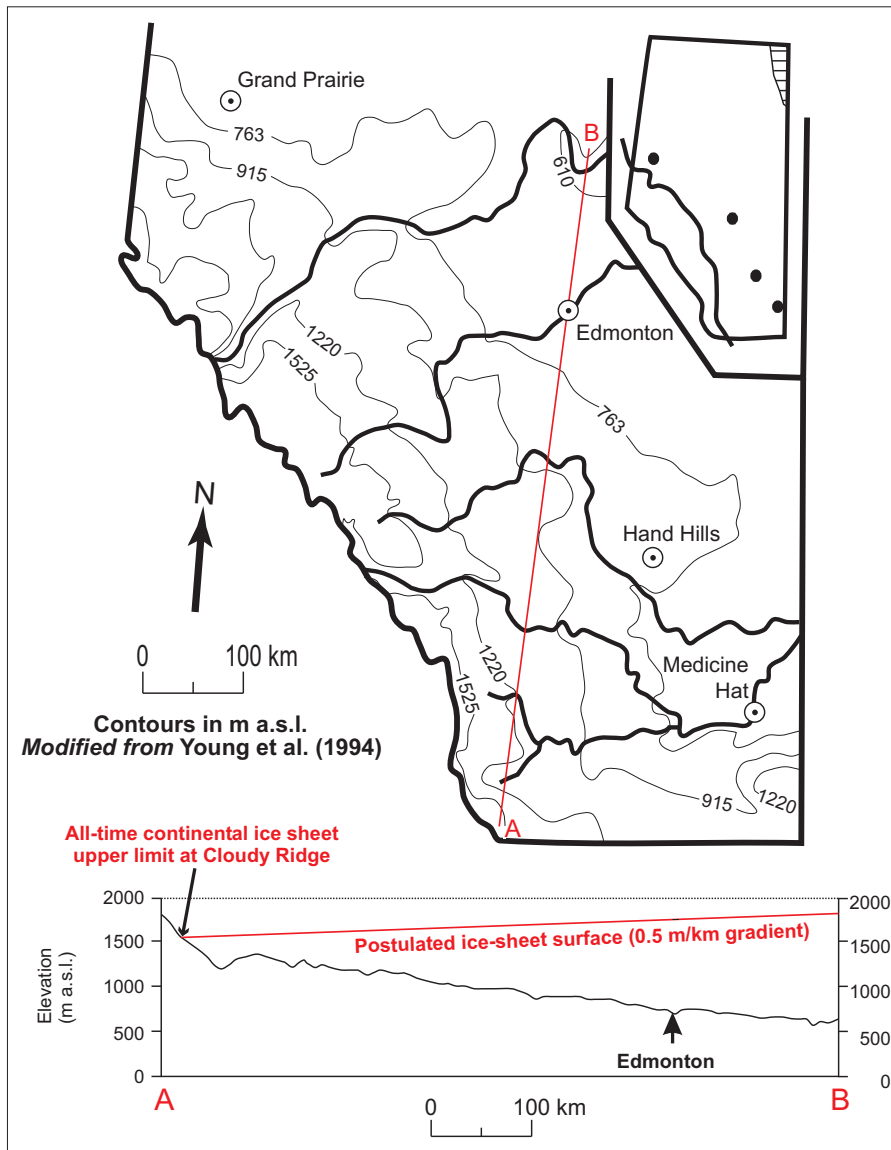 Grand Prairie
763
915
B
610
1220
1525
Edmonton
763
N
Hand Hills
0 100 km
1220
1525
Medicine
Hat
Contours in m a.s.l.
Modified from Young et al. (1994)
915
1220
A
All-time continental ice sheet
upper limit at Cloudy Ridge
2000 2000
1500 1500
Postulated ice-sheet surface (0.5 m/km gradient)
Elevation
(m a.s.l.)
1000 1000
500 500
Edmonton
0 0
A B
0 100 km